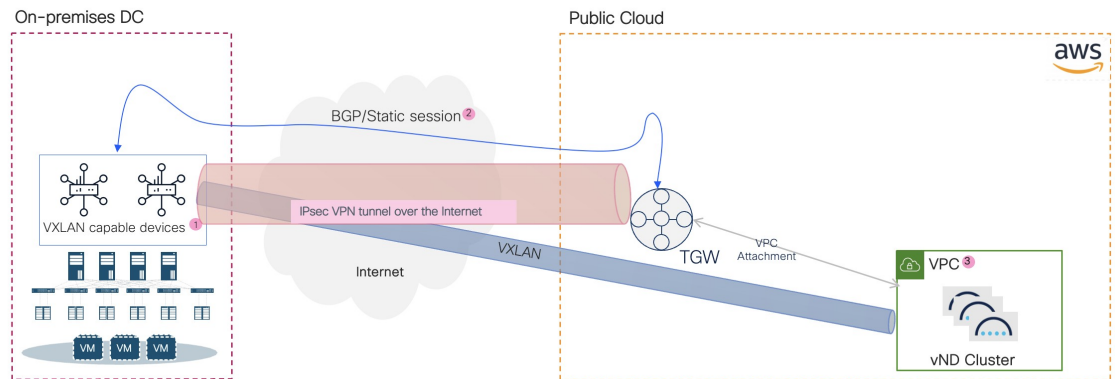 On-premises DC
Public Cloud
aws
BGP/Static session 2
VXLAN capable devices 1
IPsec VPN tunnel over the Internet
VXLAN
Internet
TGW
VPC
Attachment
VPC 3
vND Cluster
VM
VM
VM